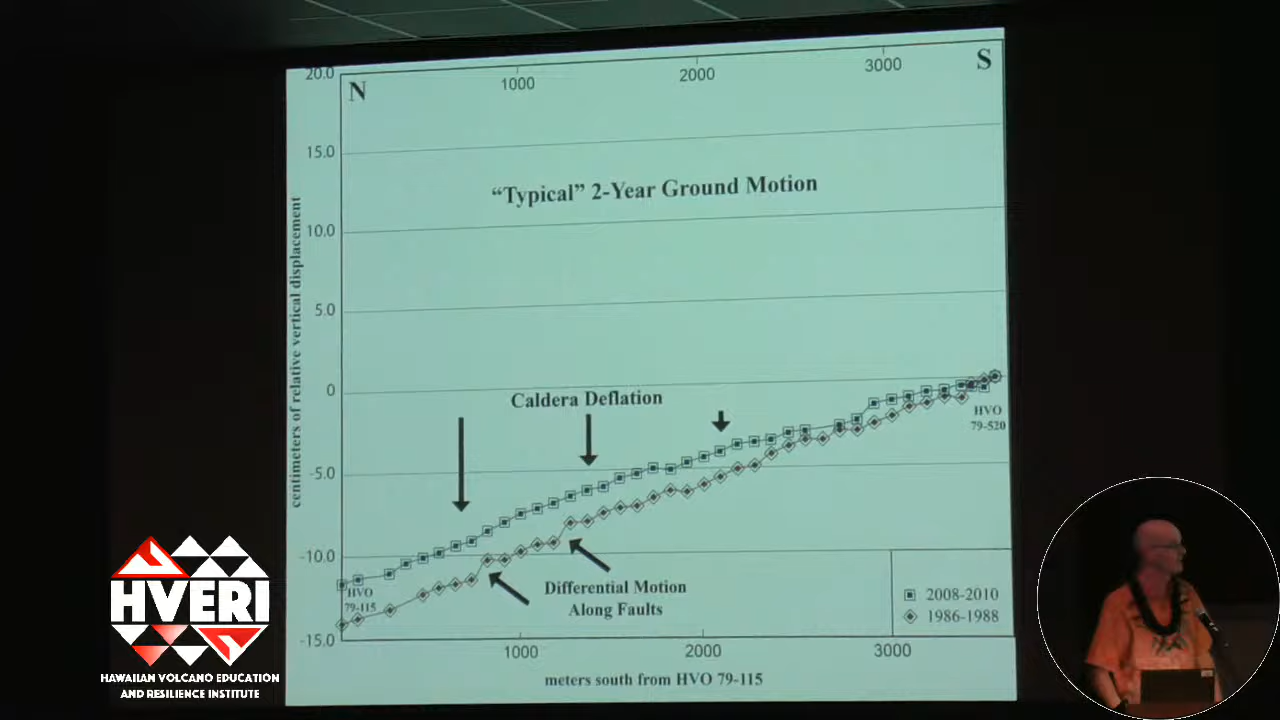 20.0
N
1000
2000
3000
S
15.0
“Typical” 2-Year Ground Motion
10.0
centimeters of relative vertical displacement
5.0
0
Caldera Deflation
HVO
79-520
-5.0
-10.0
HVO
79-115
Differential Motion
Along Faults
2008-2010
1986-1988
-15.0
1000
2000
3000
meters south from HVO 79-115
HVERI
HAWAIIAN VOLCANO EDUCATION
AND RESILIENCE INSTITUTE